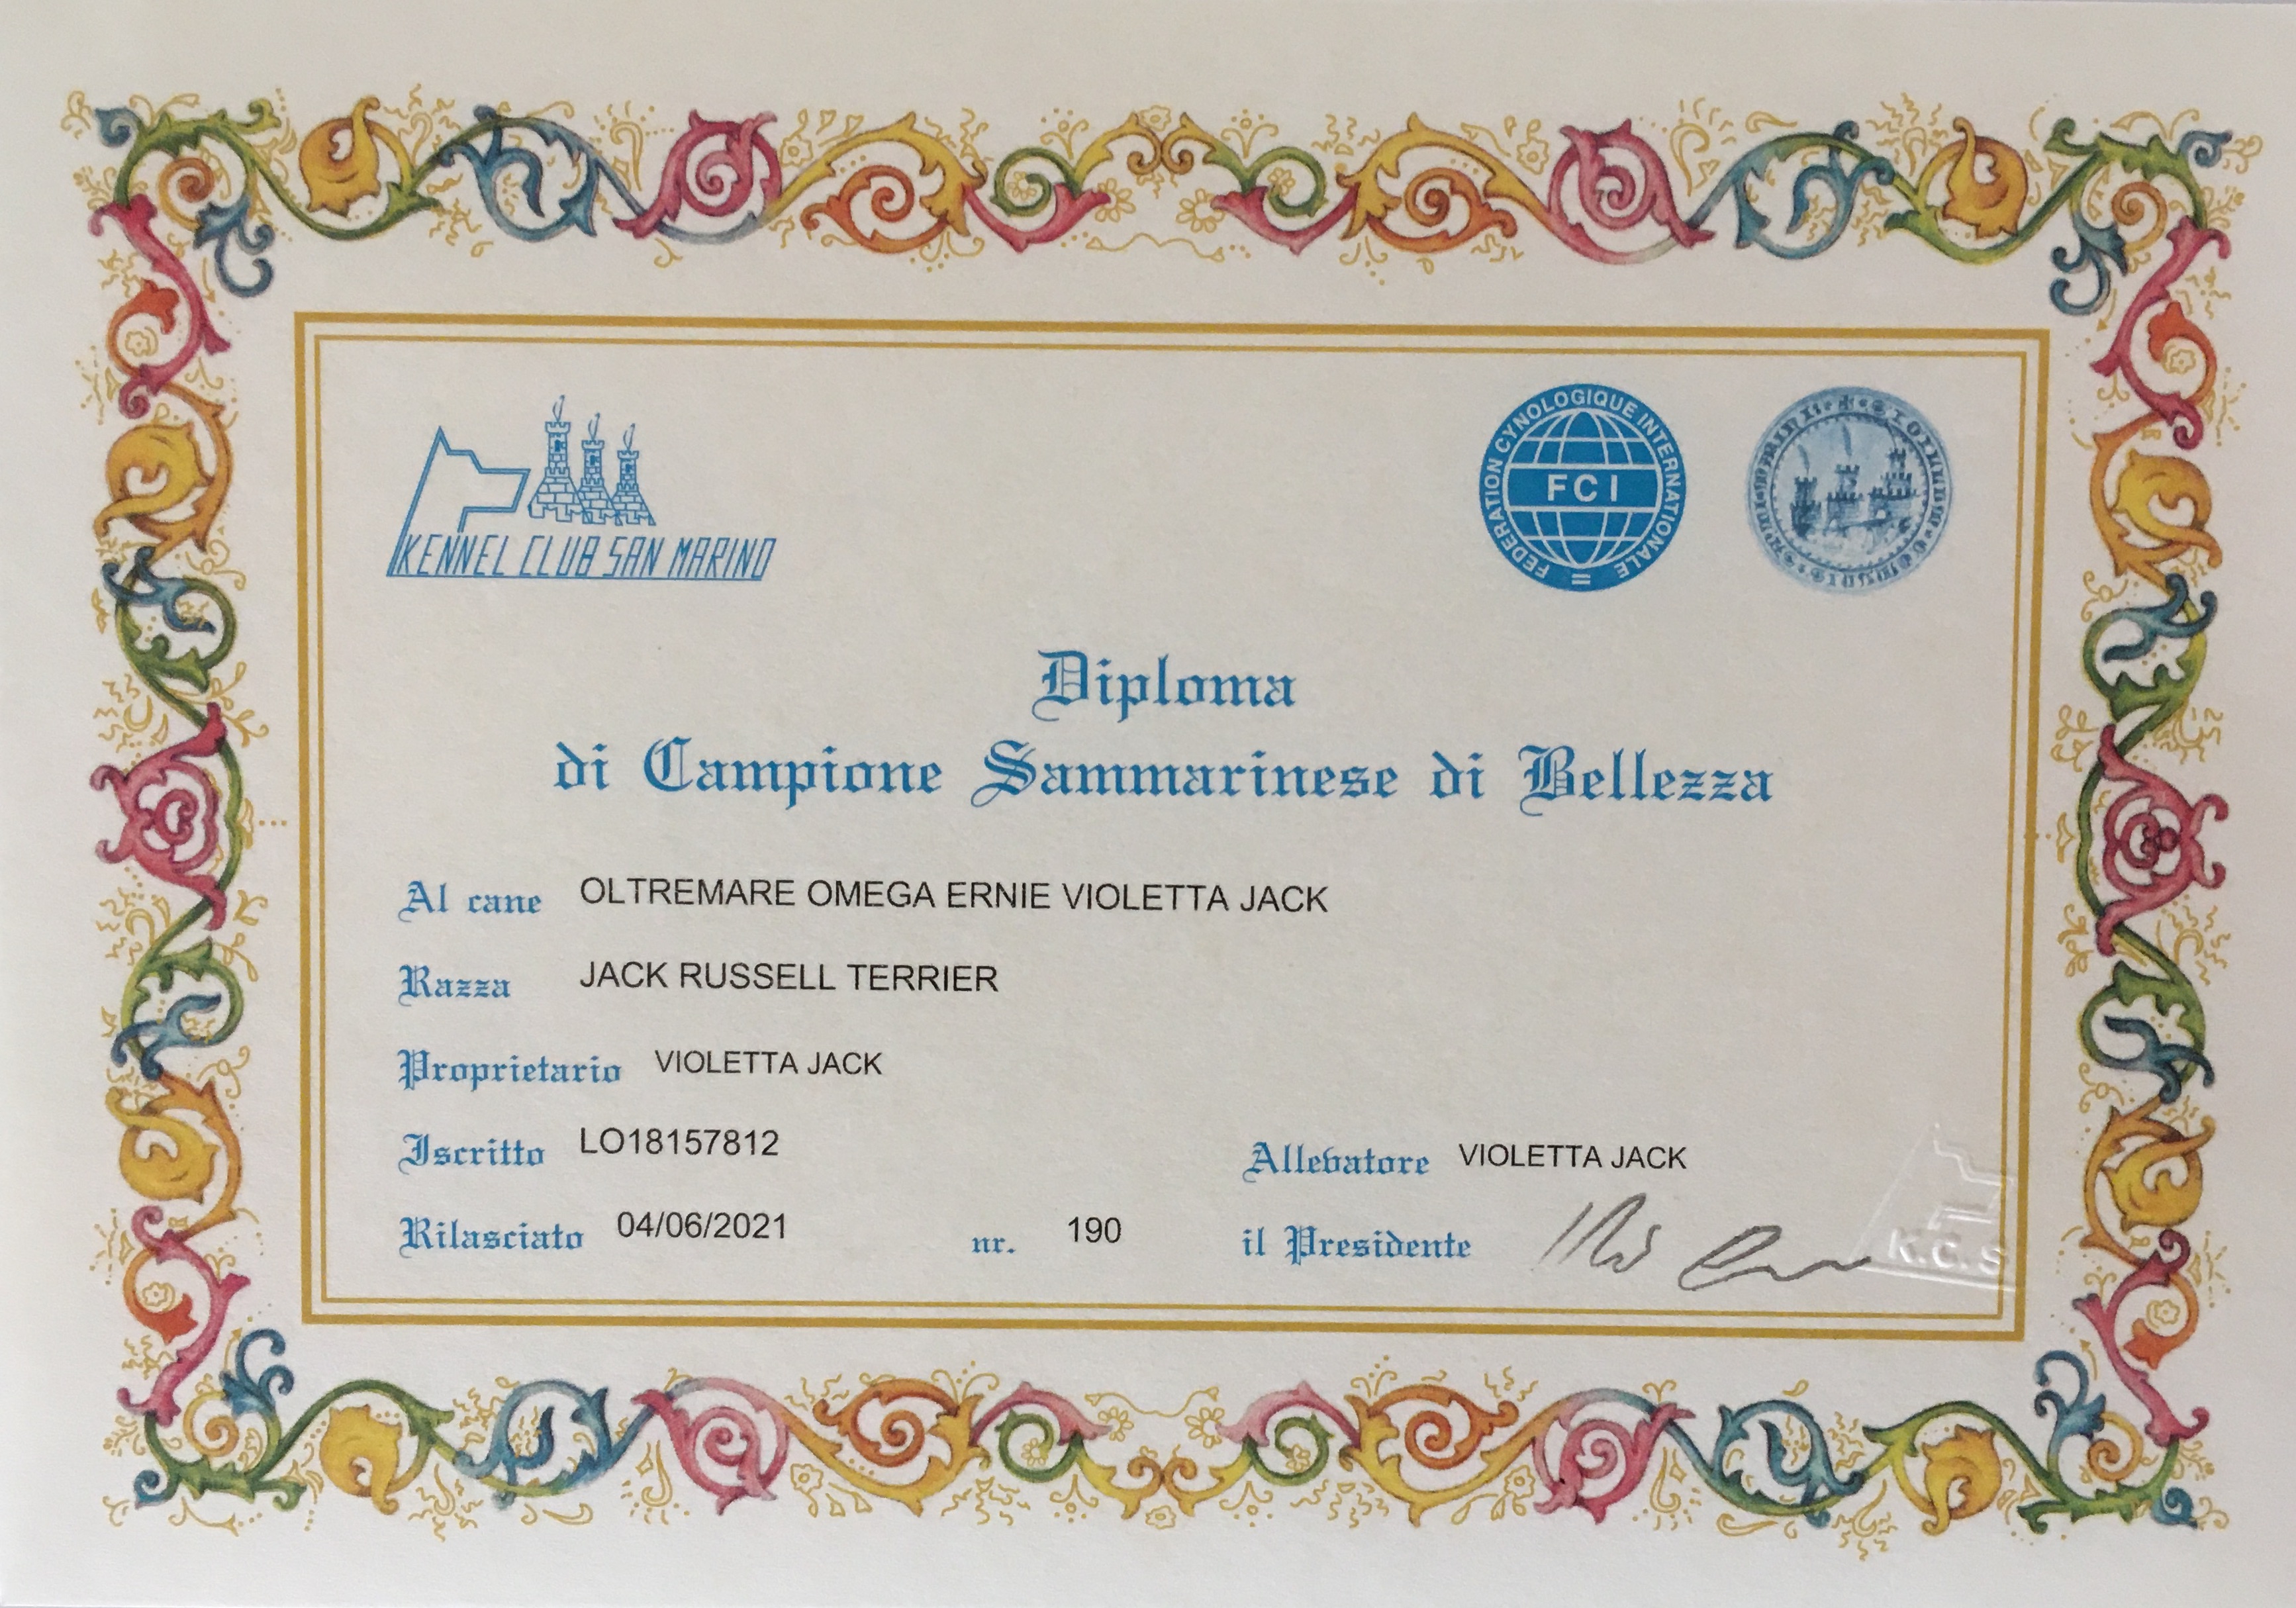 KENNEL CLUB SAN MARINO
FEDERATION CYNOLOGIQUE INTERNATIONALE
FCI
Diploma
di Campione Sammarinese di Bellezza
Al cane OLTREMARE OMEGA ERNIE VIOLETTA JACK
Razza JACK RUSSELL TERRIER
Proprietario VIOLETTA JACK
Iscritto LO18157812
Allevatore VIOLETTA JACK
Rilasciato 04/06/2021 nr. 190 il Presidente
K.C.S